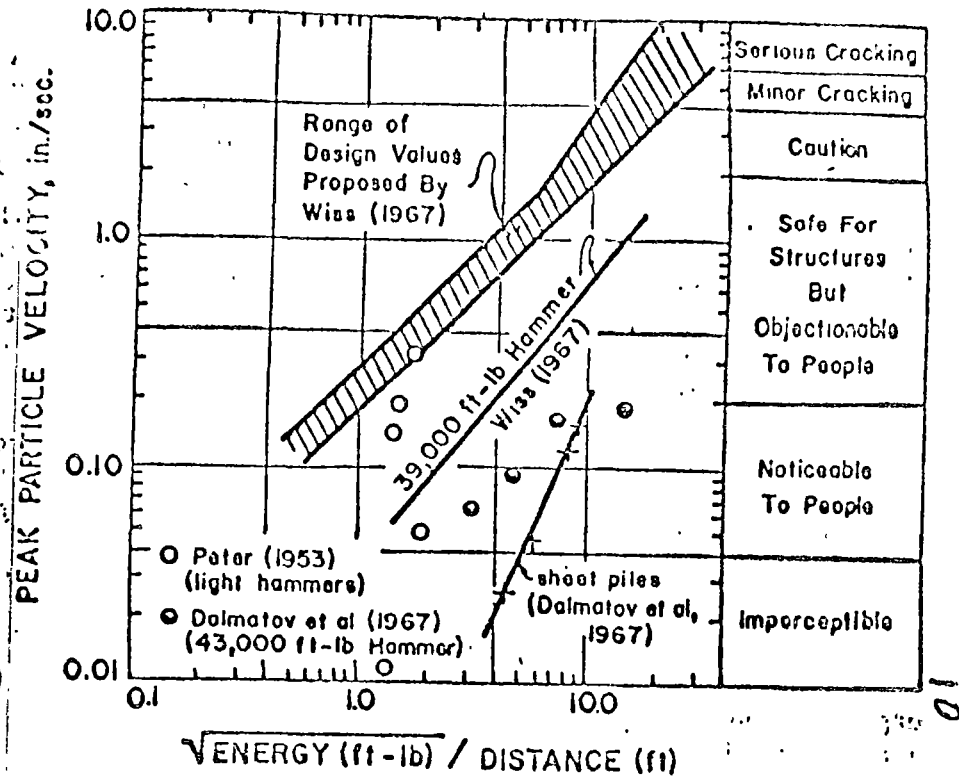 PEAK PARTICLE VELOCITY, in./sec.
10.0
1.0
0.10
0.01
Range of
Design Values
Proposed By
Wiss (1967)
39,000 ft-lb Hammer
Wiss (1967)
Peter (1953)
(light hammers)
Dalmatov et al (1967)
(43,000 ft-lb Hammer)
sheet piles
(Dalmatov et al,
1967)
Serious Cracking
Minor Cracking
Caution
Safe For
Structures
But
Objectionable
To People
Noticeable
To People
Imperceptible
0.1
1.0
10.0
√ENERGY (ft-lb) / DISTANCE (ft)